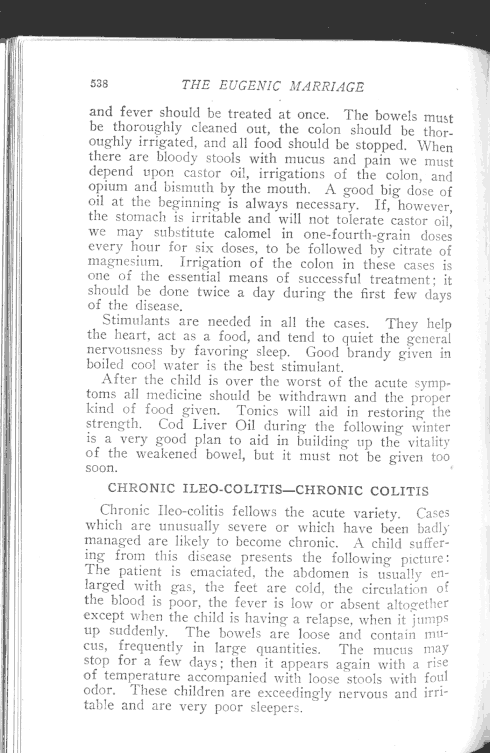 538 THE EUGENIC MARRIAGE
and fever should be treated at once. The bowels must
be thoroughly cleaned out, the colon should be thor-
oughly irrigated, and all food should be stopped. When
there are bloody stools with mucus and pain we must
depend upon castor oil, irrigations of the colon, and
opium and bismuth by the mouth. A good big dose of
oil at the beginning is always necessary. If, however,
the stomach is irritable and will not tolerate castor oil,
we may substitute calomel in one-fourth-grain doses
every hour for six doses, to be followed by citrate of
magnesium. Irrigation of the colon in these cases is
one of the essential means of successful treatment; it
should be done twice a day during the first few days
of the disease.
Stimulants are needed in all the cases. They help
the heart, act as a food, and tend to quiet the general
nervousness by favoring sleep. Good brandy given in
boiled cool water is the best stimulant.
After the child is over the worst of the acute symp-
toms all medicine should be withdrawn and the proper
kind of food given. Tonics will aid in restoring the
strength. Cod Liver Oil during the following winter
is a very good plan to aid in building up the vitality
of the weakened bowel, but it must not be given too
soon.
CHRONIC ILEO-COLITIS—CHRONIC COLITIS
Chronic Ileo-colitis fellows the acute variety. Cases
which are unusually severe or which have been badly
managed are likely to become chronic. A child suffer-
ing from this disease presents the following picture:
The patient is emaciated, the abdomen is usually en-
larged with gas, the feet are cold, the circulation of
the blood is poor, the fever is low or absent altogether
except when the child is having a relapse, when it jumps
up suddenly. The bowels are loose and contain mu-
cus, frequently in large quantities. The mucus may
stop for a few days; then it appears again with a rise
of temperature accompanied with loose stools with foul
odor. These children are exceedingly nervous and irri-
table and are very poor sleepers.